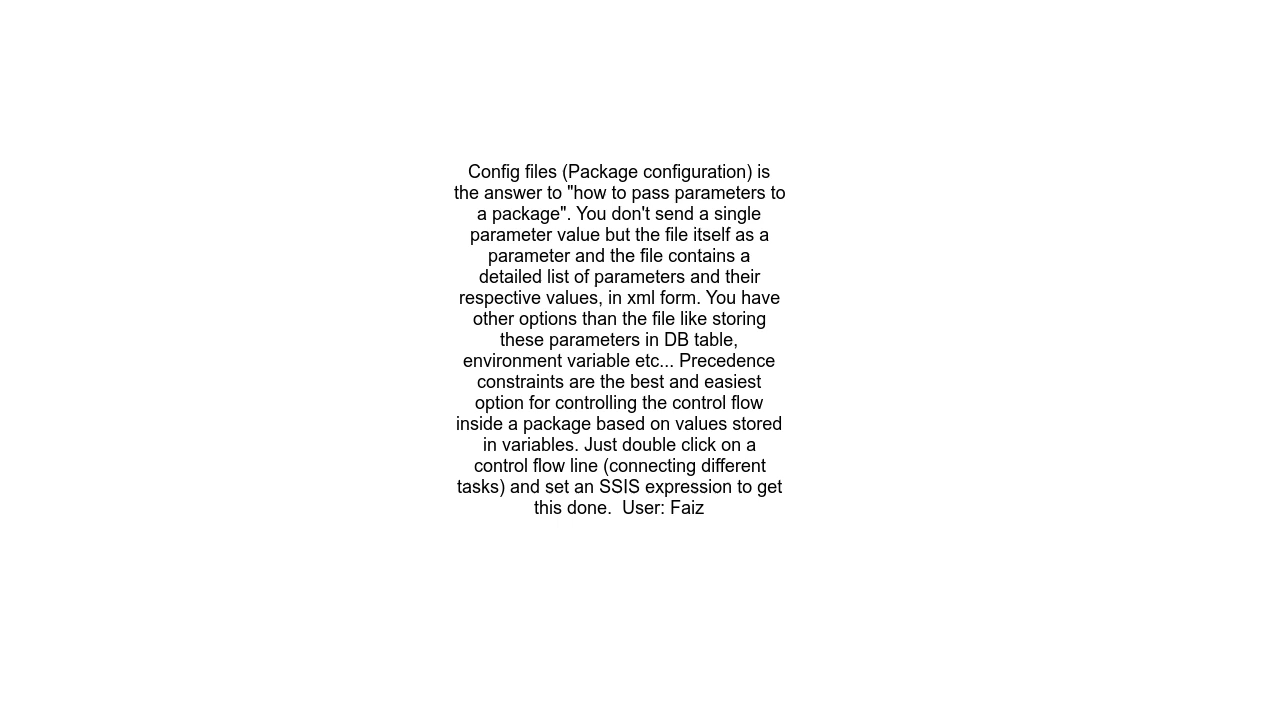 Config files (Package configuration) is
the answer to "how to pass parameters to
a package". You don't send a single
parameter value but the file itself as a
parameter and the file contains a
detailed list of parameters and their
respective values, in xml form. You have
other options than the file like storing
these parameters in DB table,
environment variable etc... Precedence
constraints are the best and easiest
option for controlling the control flow
inside a package based on values stored
in variables. Just double click on a
control flow line (connecting different
tasks) and set an SSIS expression to get
this done.  User: Faiz